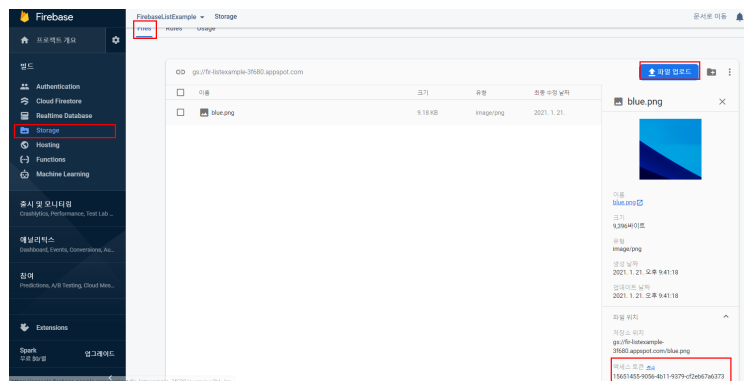 Firebase
FirebaseListExample
Storage
문서로 이동
프로젝트 개요
Files
Rules
Usage
빌드
Authentication
Cloud Firestore
Realtime Database
Storage
Hosting
Functions
Machine Learning
출시 및 모니터링
Crashlytics, Performance, Test Lab ...
애널리틱스
Dashboard, Events, Conversions, Au...
참여
Predictions, A/B Testing, Cloud Mes...
Extensions
Spark
무료 $0/월
업그레이드
gs://fir-listexample-3f680.appspot.com
파일 업로드
이름
크기
유형
최종 수정 날짜
blue.png
9.18 KB
image/png
2021. 1. 21.
blue.png
이름
blue.png
크기
9,396바이트
유형
image/png
생성 날짜
2021. 1. 21. 오후 9:41:18
업데이트 날짜
2021. 1. 21. 오후 9:41:18
파일 위치
저장소 위치
gs://fir-listexample-
3f680.appspot.com/blue.png
액세스 토큰
15651455-9056-4b11-9379-cf2eb67a6373